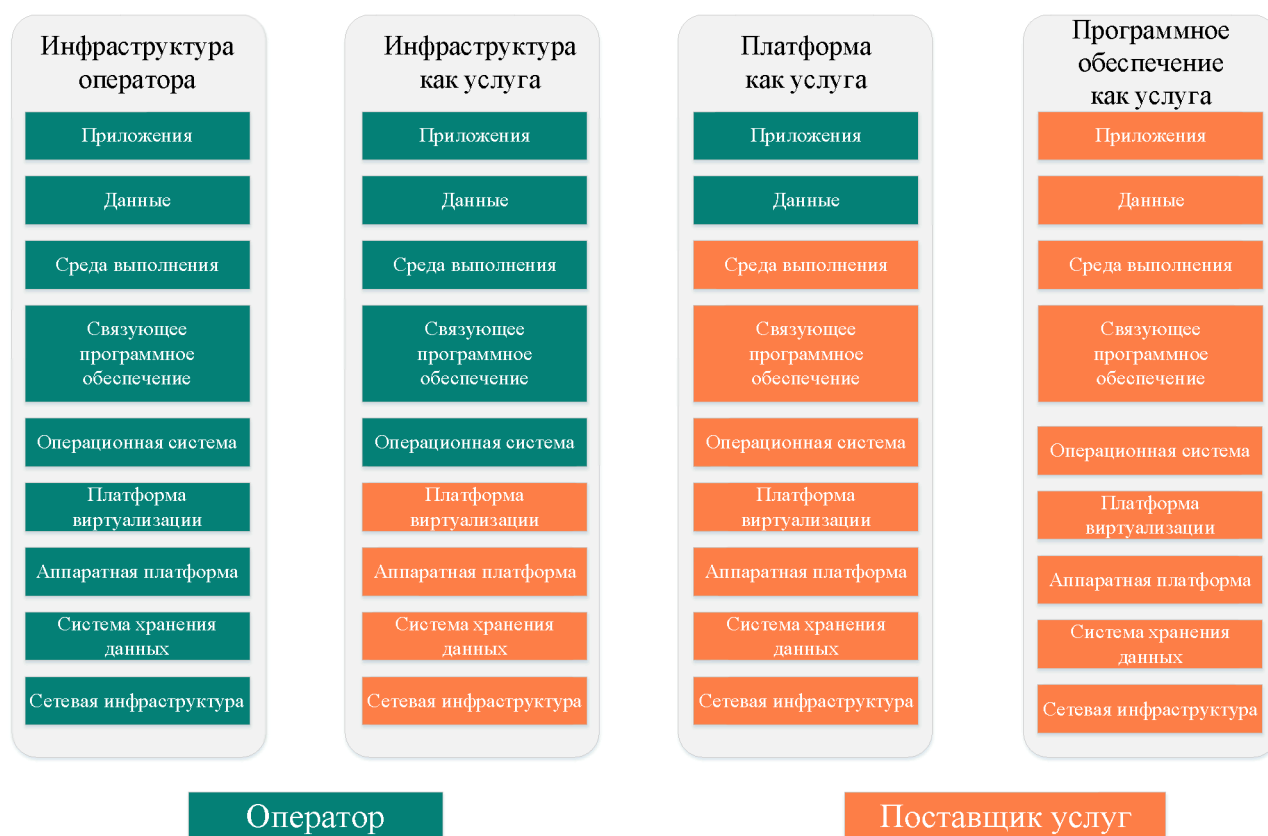 Инфраструктура
оператора
Приложения
Данные
Среда выполнения
Связующее
программное
обеспечение
Операционная система
Платформа
виртуализации
Аппаратная платформа
Система хранения
данных
Сетевая инфраструктура
Инфраструктура
как услуга
Приложения
Данные
Среда выполнения
Связующее
программное
обеспечение
Операционная система
Платформа
виртуализации
Аппаратная платформа
Система хранения
данных
Сетевая инфраструктура
Платформа
как услуга
Приложения
Данные
Среда выполнения
Связующее
программное
обеспечение
Операционная система
Платформа
виртуализации
Аппаратная платформа
Система хранения
данных
Сетевая инфраструктура
Программное
обеспечение
как услуга
Приложения
Данные
Среда выполнения
Связующее
программное
обеспечение
Операционная система
Платформа
виртуализации
Аппаратная платформа
Система хранения
данных
Сетевая инфраструктура
Оператор
Поставщик услуг